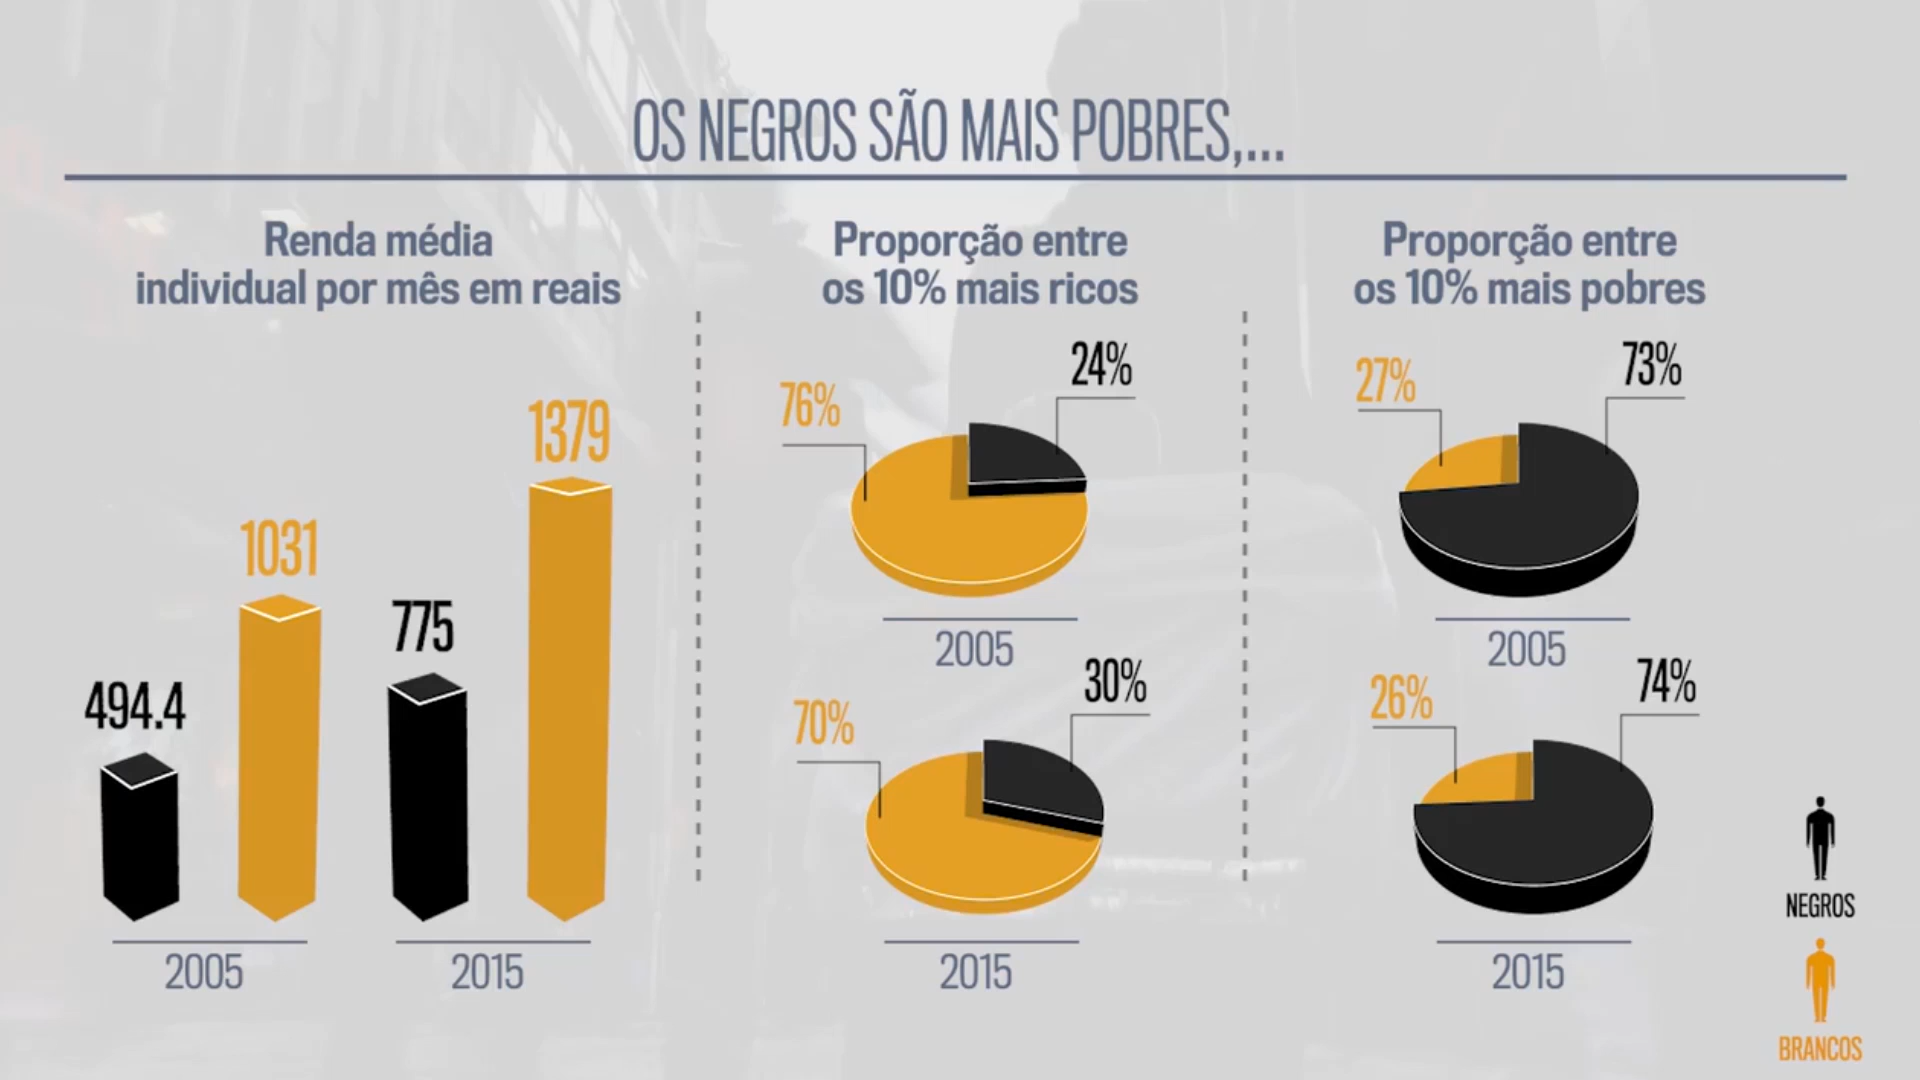 OS NEGROS SÃO MAIS POBRES,...
Renda média
individual por mês em reais
494.4
1031
775
1379
2005
2015
Proporção entre
os 10% mais ricos
76%
24%
2005
70%
30%
2015
Proporção entre
os 10% mais pobres
27%
73%
2005
26%
74%
2015
NEGROS
BRANCOS